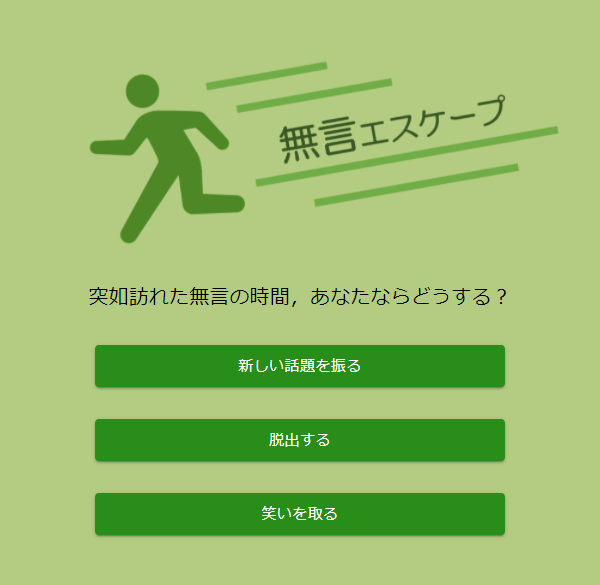 無言エスケープ
突如訪れた無言の時間，あなたならどうする？
新しい話題を振る
脱出する
笑いを取る